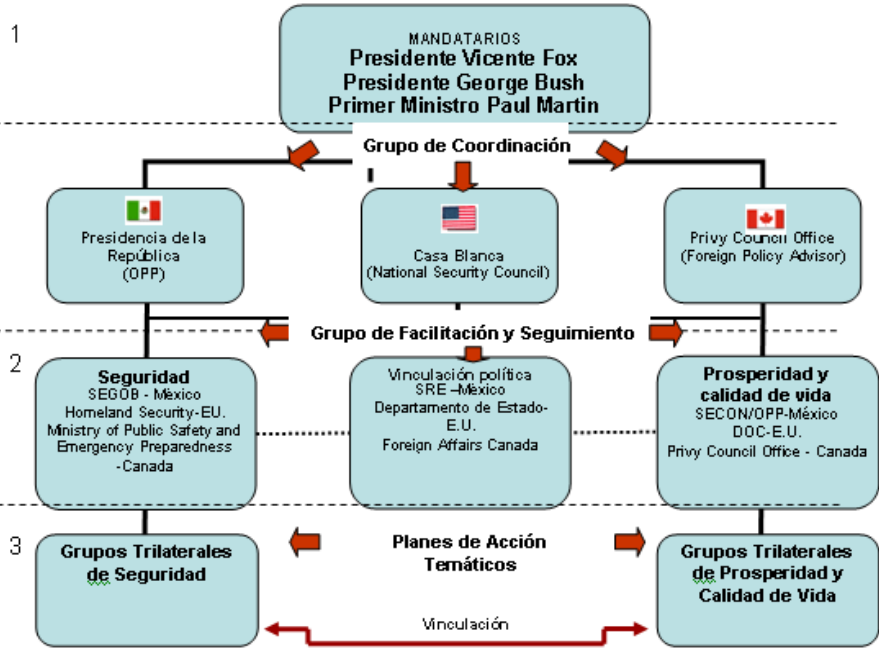 1
MANDATARIOS
Presidente Vicente Fox
Presidente George Bush
Primer Ministro Paul Martin
Grupo de Coordinación
Presidencia de la
República
(OPP)
Casa Blanca
(National Security Council)
Privy Council Office
(Foreign Policy Advisor)
Grupo de Facilitación y Seguimiento
2
Seguridad
SEGOB - México
Homeland Security-EU.
Ministry of Public Safety and
Emergency Preparedness
-Canada
Vinculación política
SRE –México
Departamento de Estado-
E.U.
Foreign Affairs Canada
Prosperidad y
calidad de vida
SECON/OPP-México
DOC-E.U.
Privy Council Office - Canada
3
Grupos Trilaterales
de Seguridad
Planes de Acción
Temáticos
Grupos Trilaterales
de Prosperidad y
Calidad de Vida
Vinculación